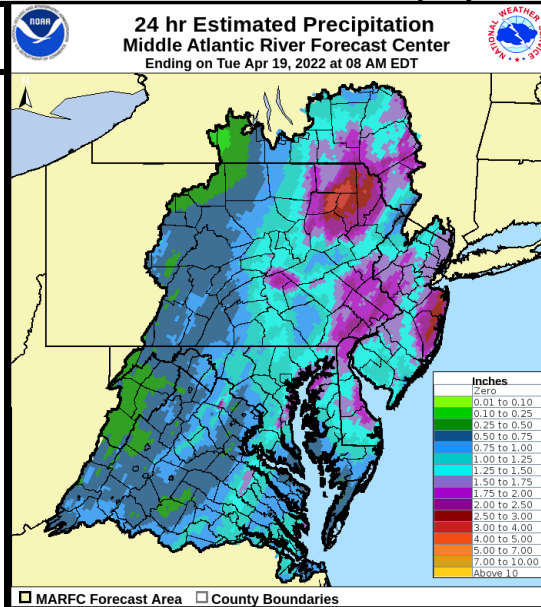 24 hr Estimated Precipitation
Middle Atlantic River Forecast Center
Ending on Tue Apr 19, 2022 at 08 AM EDT
NOAA
NATIONAL WEATHER SERVICE
N
Inches
Zero
0.01 to 0.10
0.10 to 0.25
0.25 to 0.50
0.50 to 0.75
0.75 to 1.00
1.00 to 1.25
1.25 to 1.50
1.50 to 1.75
1.75 to 2.00
2.00 to 2.50
2.50 to 3.00
3.00 to 4.00
4.00 to 5.00
5.00 to 7.00
7.00 to 10.00
Above 10
MARFC Forecast Area County Boundaries